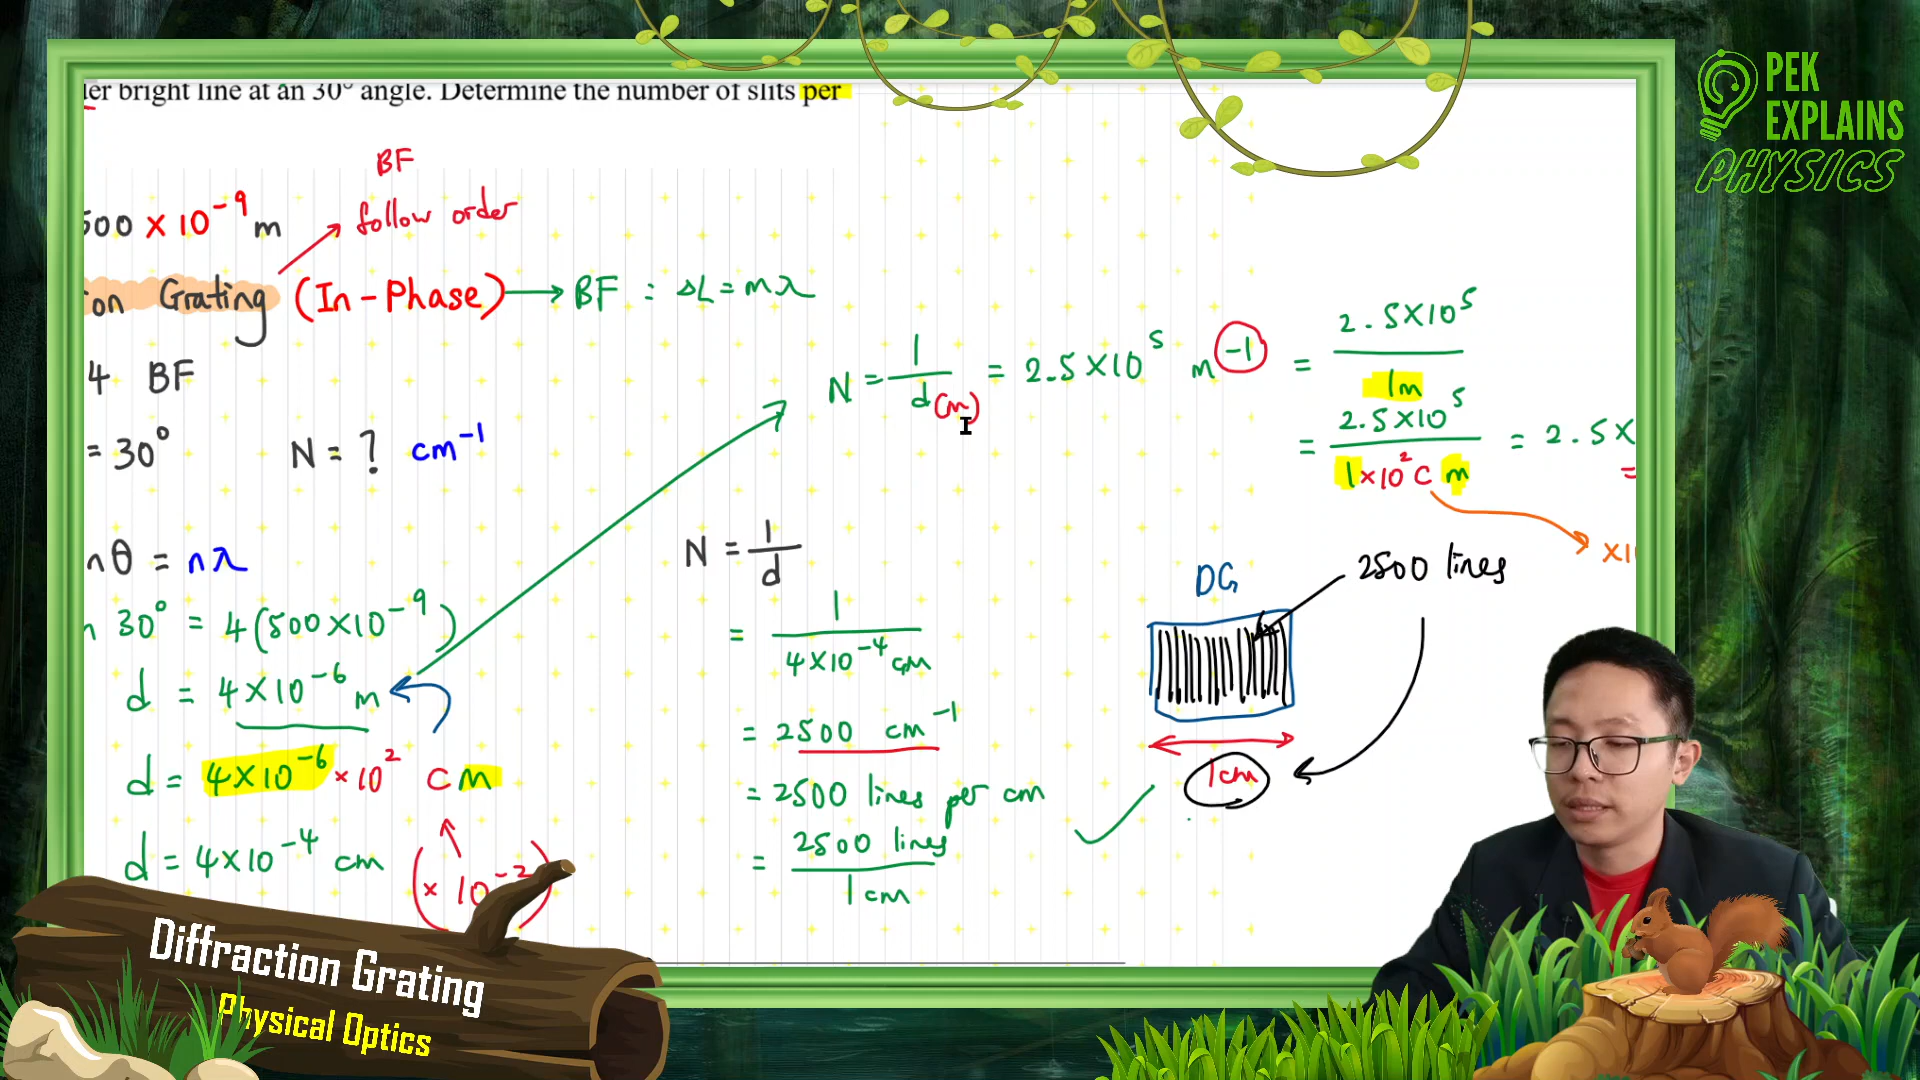 ler bright line at an 30° angle. Determine the number of slits per
BF
follow order
500 × 10⁻⁹ m
on Grating (In-Phase) → BF : ΔL = mλ
4 BF
= 30° N = ? cm⁻¹
nθ = nλ
n 30° = 4(500×10⁻⁹)
d = 4×10⁻⁶ m
d = 4×10⁻⁶ ×10² cm
d = 4×10⁻⁴ cm (× 10⁻²)
N = 1/d(m) = 2.5×10⁵ m⁻¹ = 2.5×10⁵/1m
= 2.5×10⁵/1×10² cm = 2.5×
×1
N = 1/d
= 1/4×10⁻⁴ cm
= 2500 cm⁻¹
= 2500 lines per cm
= 2500 lines/1 cm
DG
2500 lines
1cm
PEK
EXPLAINS
PHYSICS
Diffraction Grating
Physical Optics